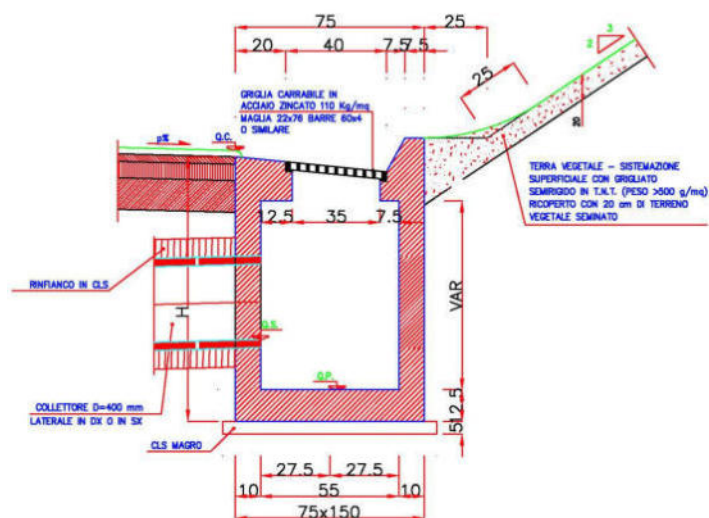 75
25
20
40
7.5
7.5
3
2
25
20
GRIGLIA CARRABILE IN
ACCIAIO ZINCATO 110 Kg/mq
MAGLIA 22x76 BARRE 60x4
O SIMILARE
p%
Q.C.
TERRA VEGETALE - SISTEMAZIONE
SUPERFICIALE CON GRIGLIATO
SEMIRIGIDO IN T.N.T. (PESO >500 g/mq)
RICOPERTO CON 20 cm DI TERRENO
VEGETALE SEMINATO
12.5
35
7.5
RINFIANCO IN CLS
H
VAR
Q.S.
Q.P.
COLLETTORE D=400 mm
LATERALE IN DX O IN SX
12.5
5
CLS MAGRO
27.5
27.5
10
55
10
75x150